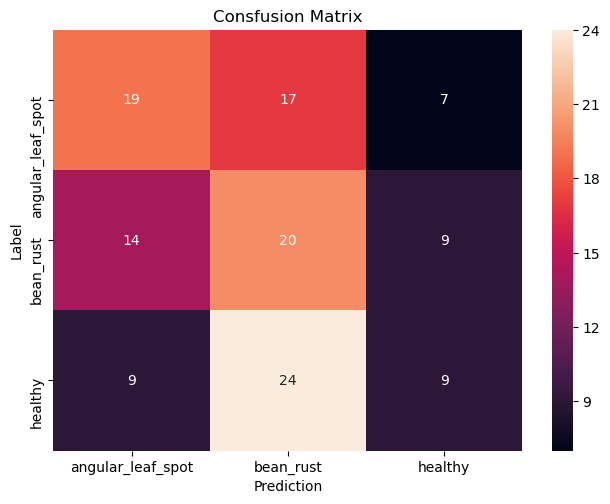 Consfusion Matrix
Label
angular_leaf_spot
19 17 7
bean_rust
14 20 9
healthy
9 24 9
angular_leaf_spot bean_rust healthy
Prediction
24
21
18
15
12
9